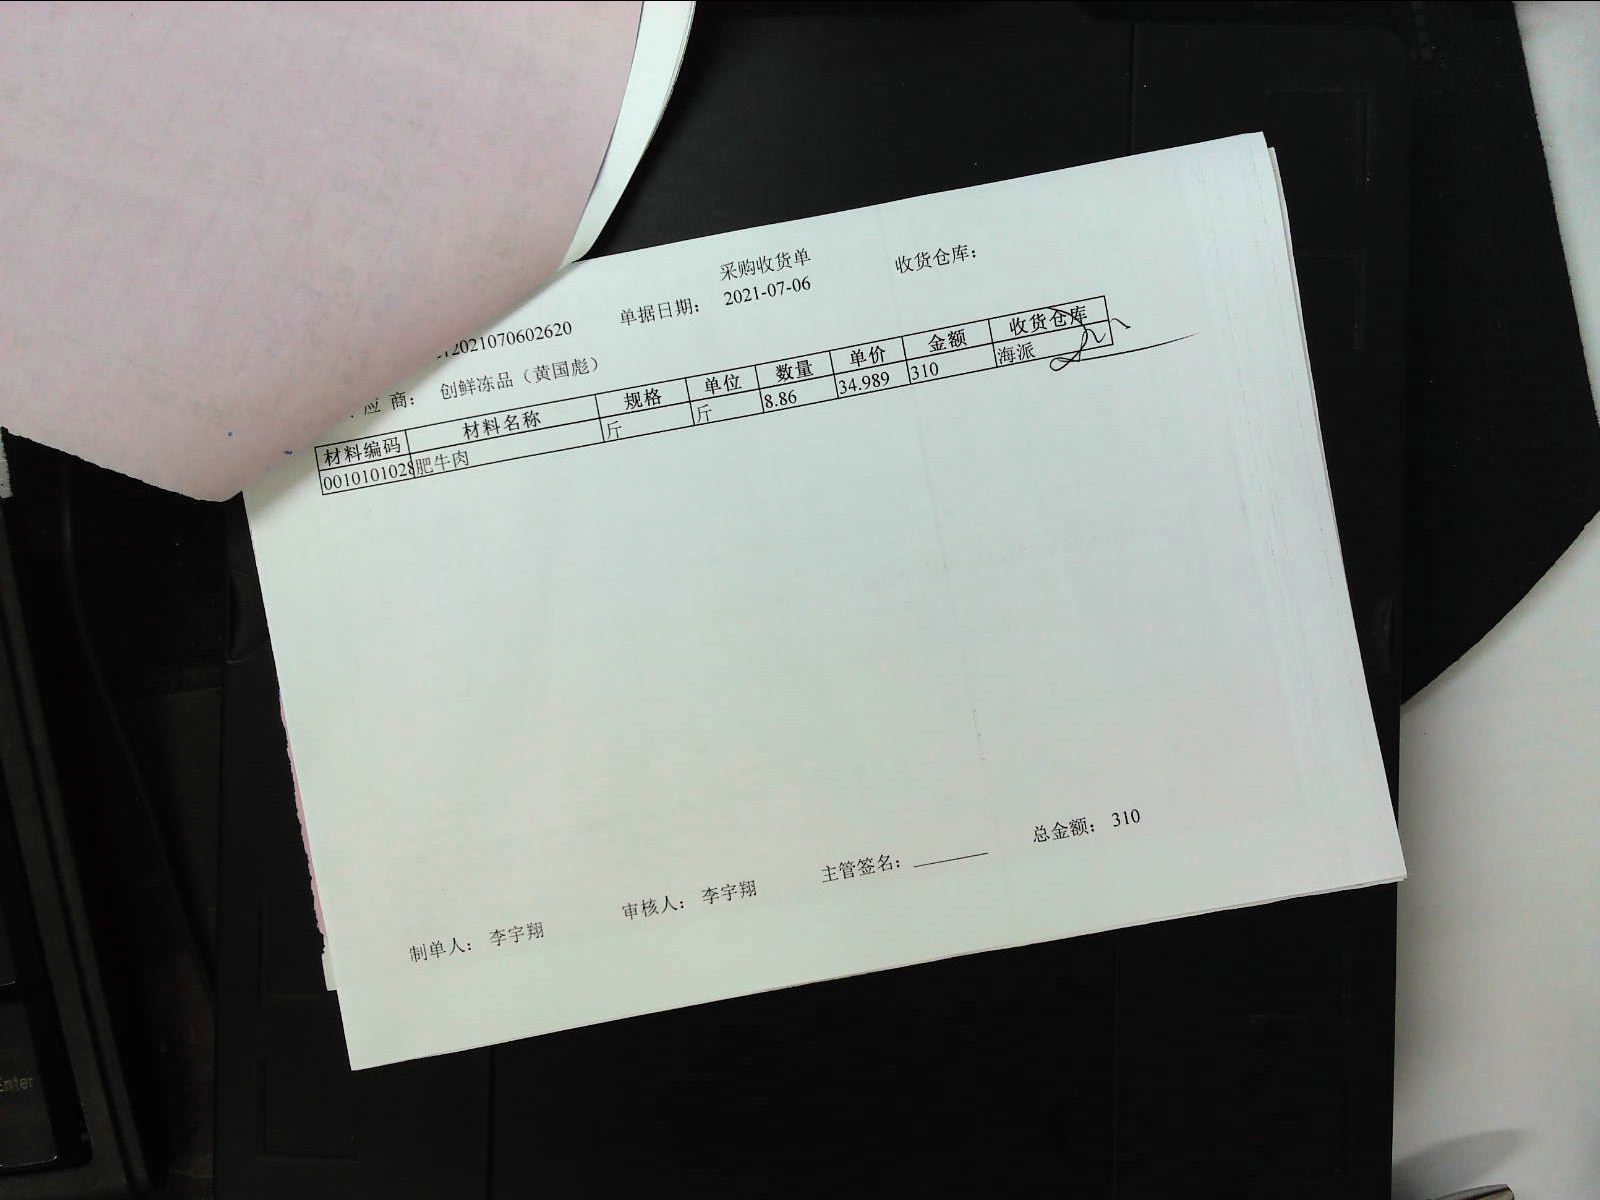 采购收货单
2021070602620 单据日期： 2021-07-06 收货仓库：
应 商： 创鲜冻品（黄国彪）
材料编码 材料名称 规格 单位 数量 单价 金额 收货仓库
0010101028 肥牛肉 斤 斤 8.86 34.989 310 海派
总金额： 310
制单人： 李宇翔 审核人： 李宇翔 主管签名：
Enter